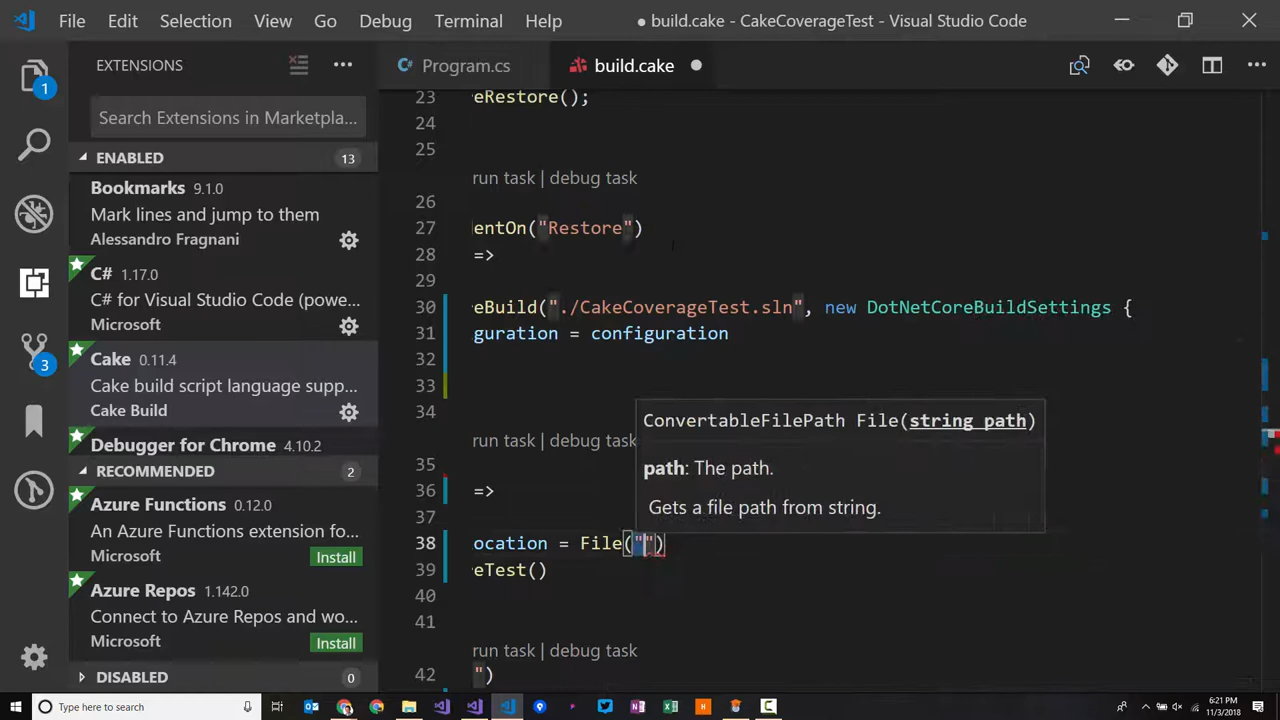 File Edit Selection View Go Debug Terminal Help
● build.cake - CakeCoverageTest - Visual Studio Code
EXTENSIONS
Search Extensions in Marketpla...
ENABLED 13
Bookmarks 9.1.0
Mark lines and jump to them
Alessandro Fragnani
C# 1.17.0
C# for Visual Studio Code (powe...
Microsoft
Cake 0.11.4
Cake build script language supp...
Cake Build
Debugger for Chrome 4.10.2
RECOMMENDED 2
Azure Functions 0.12.0
An Azure Functions extension fo...
Microsoft Install
Azure Repos 1.142.0
Connect to Azure Repos and wo...
Microsoft Install
DISABLED 0
1
3
Program.cs
build.cake
23 eRestore();
24
25
run task | debug task
26
27 lentOn("Restore")
28 =>
29
30 eBuild("./CakeCoverageTest.sln", new DotNetCoreBuildSettings {
31 guration = configuration
32
33
34
run task | debug task
35
36 =>
37
38 ocation = File("")
39 eTest()
40
41
run task | debug task
42 ")
ConvertableFilePath File(string path)
path: The path.
Gets a file path from string.
Type here to search
6:21 PM
11/3/2018